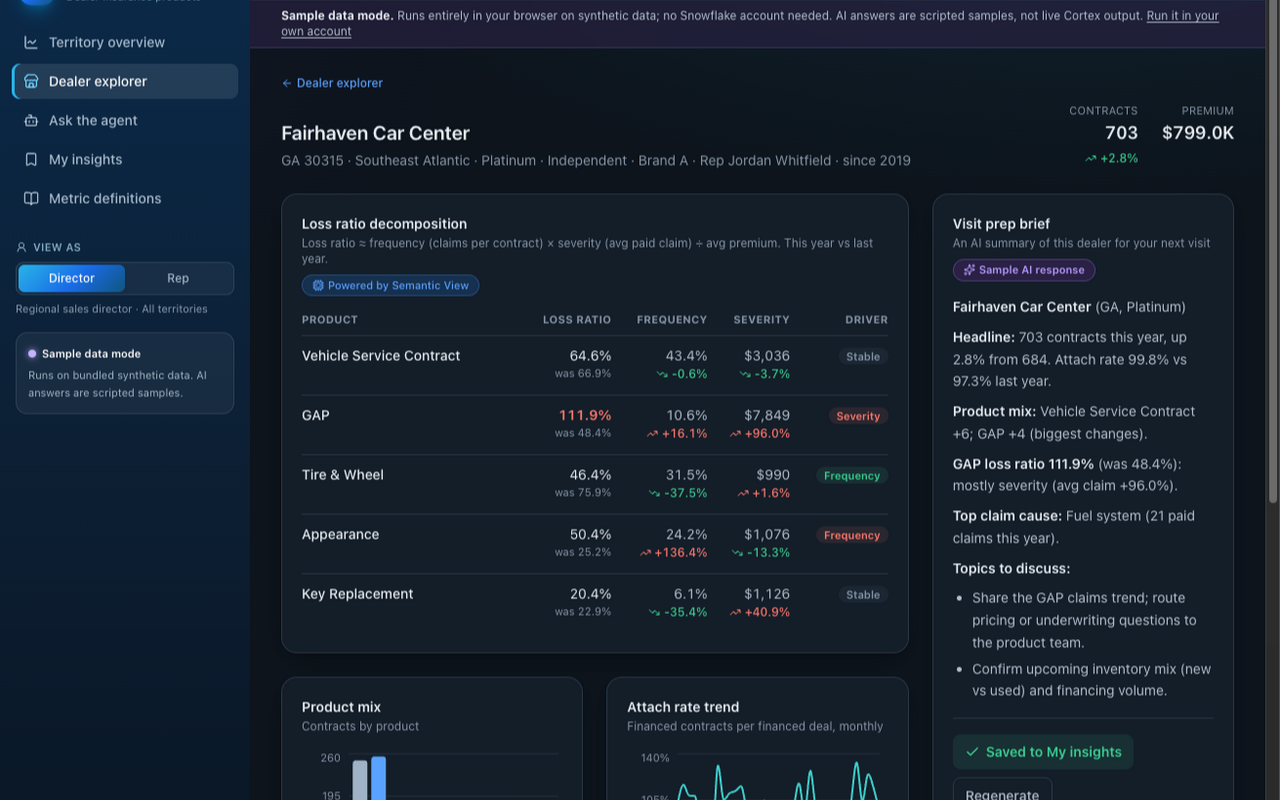 Territory overview
Dealer explorer
Ask the agent
My insights
Metric definitions
VIEW AS
Director
Rep
Regional sales director · All territories
Sample data mode
Runs on bundled synthetic data. AI
answers are scripted samples.
Sample data mode. Runs entirely in your browser on synthetic data; no Snowflake account needed. AI answers are scripted samples, not live Cortex output. Run it in your
own account
← Dealer explorer
Fairhaven Car Center
GA 30315 · Southeast Atlantic · Platinum · Independent · Brand A · Rep Jordan Whitfield · since 2019
CONTRACTS
703
+2.8%
PREMIUM
$799.0K
Loss ratio decomposition
Loss ratio ≈ frequency (claims per contract) × severity (avg paid claim) ÷ avg premium. This year vs last
year.
Powered by Semantic View
PRODUCT LOSS RATIO FREQUENCY SEVERITY DRIVER
Vehicle Service Contract 64.6% 43.4% $3,036 Stable
was 66.9% -0.6% -3.7%
GAP 111.9% 10.6% $7,849 Severity
was 48.4% +16.1% +96.0%
Tire & Wheel 46.4% 31.5% $990 Frequency
was 75.9% -37.5% +1.6%
Appearance 50.4% 24.2% $1,076 Frequency
was 25.2% +136.4% -13.3%
Key Replacement 20.4% 6.1% $1,126 Stable
was 22.9% -35.4% +40.9%
Product mix
Contracts by product
260
195
Attach rate trend
Financed contracts per financed deal, monthly
140%
105%
Visit prep brief
An AI summary of this dealer for your next visit
Sample AI response
Fairhaven Car Center (GA, Platinum)
Headline: 703 contracts this year, up
2.8% from 684. Attach rate 99.8% vs
97.3% last year.
Product mix: Vehicle Service Contract
+6; GAP +4 (biggest changes).
GAP loss ratio 111.9% (was 48.4%):
mostly severity (avg claim +96.0%).
Top claim cause: Fuel system (21 paid
claims this year).
Topics to discuss:
• Share the GAP claims trend; route
pricing or underwriting questions to
the product team.
• Confirm upcoming inventory mix (new
vs used) and financing volume.
Saved to My insights
Regenerate